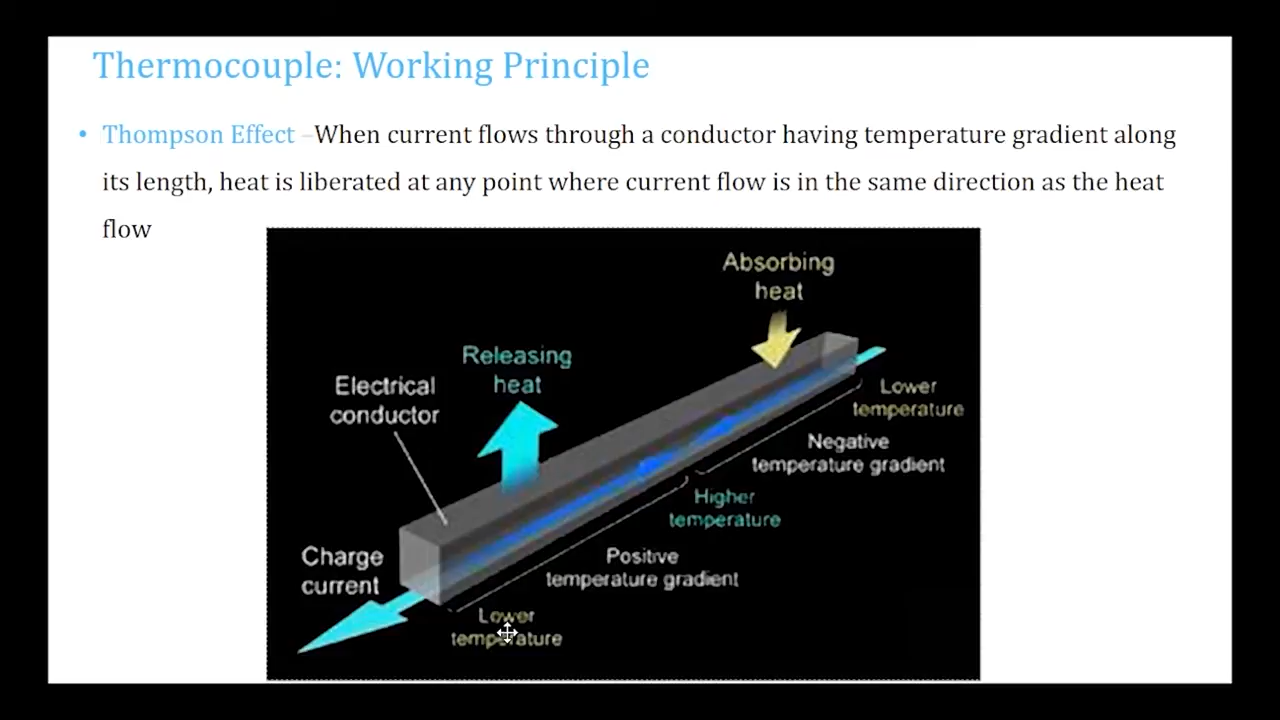 Thermocouple: Working Principle
• Thompson Effect –When current flows through a conductor having temperature gradient along
its length, heat is liberated at any point where current flow is in the same direction as the heat
flow
Absorbing
heat
Releasing
heat
Electrical
conductor
Lower
temperature
Negative
temperature gradient
Higher
temperature
Charge
current
Positive
temperature gradient
Lower
temperature